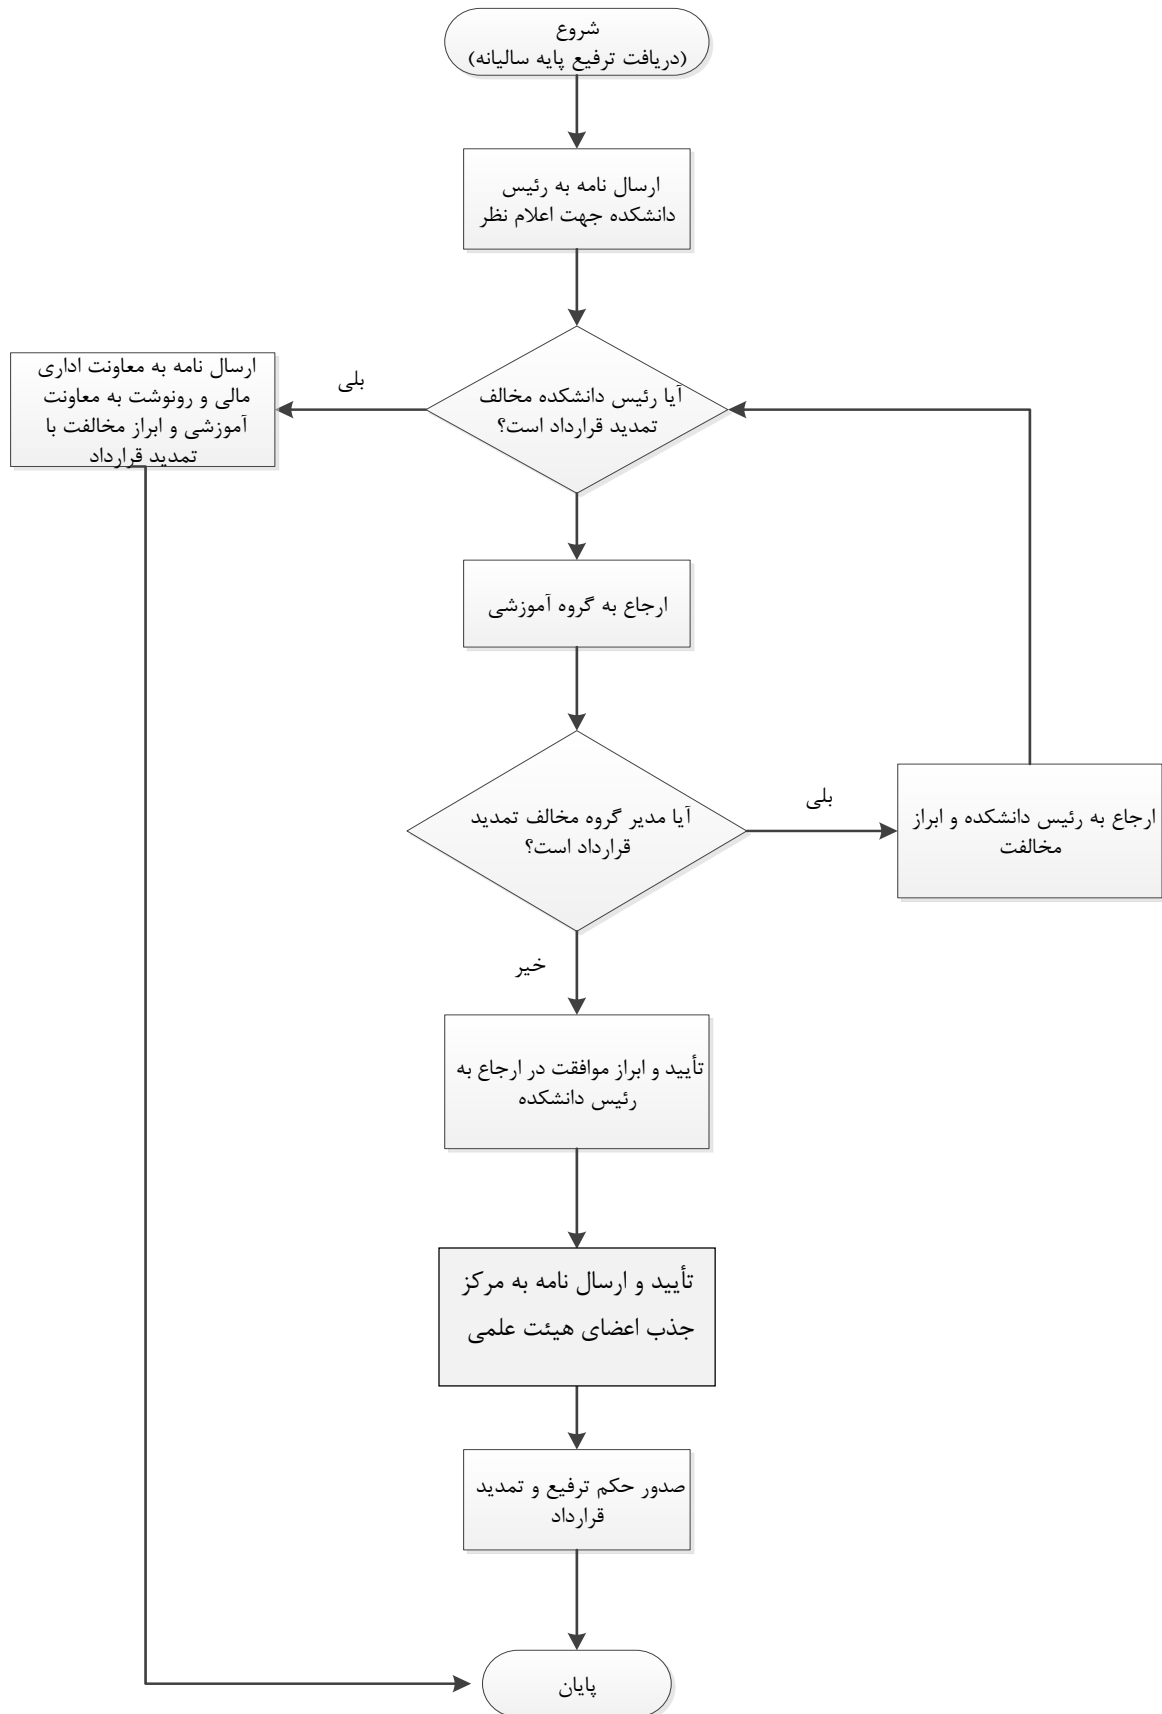 شروع
(دریافت ترفیع پایه سالیانه)
ارسال نامه به رئیس
دانشکده جهت اعلام نظر
آیا رئیس دانشکده مخالف
تمدید قرارداد است؟
بلی
ارسال نامه به معاونت اداری
مالی و رونوشت به معاونت
آموزشی و ابراز مخالفت با
تمدید قرارداد
ارجاع به گروه آموزشی
آیا مدیر گروه مخالف تمدید
قرارداد است؟
بلی
ارجاع به رئیس دانشکده و ابراز
مخالفت
خیر
تأیید و ابراز موافقت در ارجاع به
رئیس دانشکده
تأیید و ارسال نامه به مرکز
جذب اعضای هیئت علمی
صدور حکم ترفیع و تمدید
قرارداد
پایان